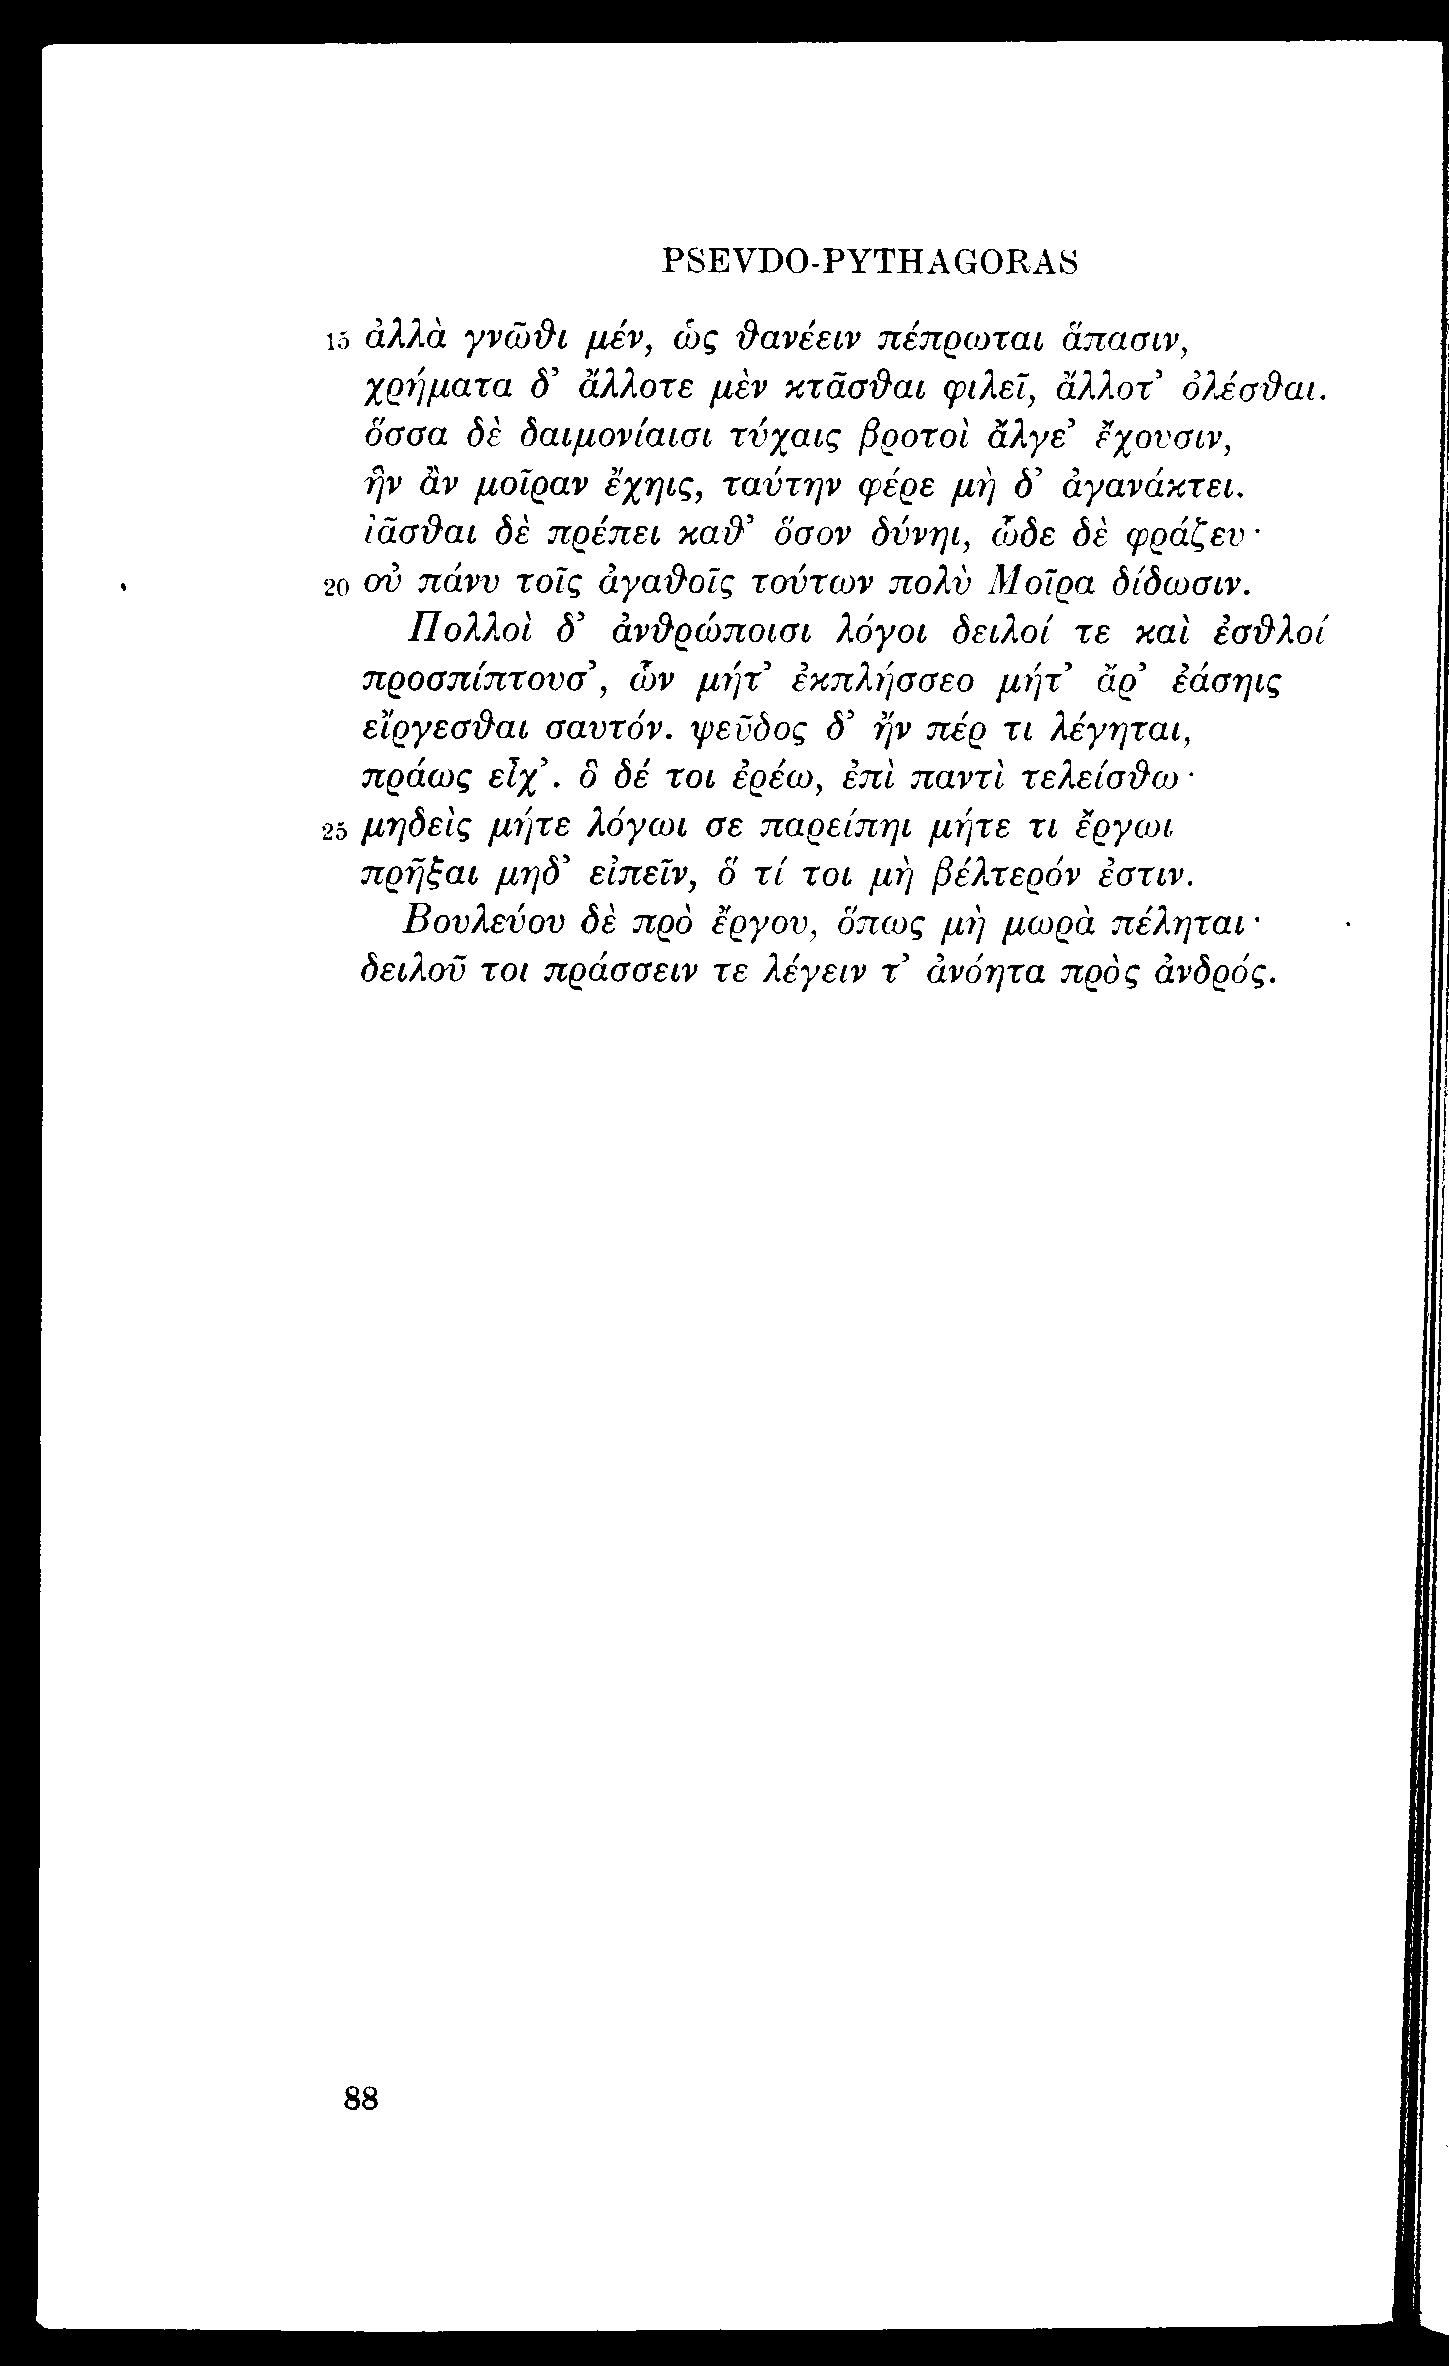 PSEVDO-PYTHAGORAS
15 ἀλλὰ γνῶθι μέν, ὡς θανέειν πέπρωται ἅπασιν,
χρήματα δ’ ἄλλοτε μὲν κτᾶσθαι φιλεῖ, ἄλλοτ’ ὀλέσθαι.
ὅσσα δὲ δαιμονίαισι τύχαις βροτοὶ ἄλγε’ ἔχουσιν,
ἣν ἂν μοῖραν ἔχηις, ταύτην φέρε μὴ δ’ ἀγανάκτει.
ἰᾶσθαι δὲ πρέπει καθ’ ὅσον δύνηι, ὧδε δὲ φράζευ·
20 οὐ πάνυ τοῖς ἀγαθοῖς τούτων πολὺ Μοῖρα δίδωσιν.
Πολλοὶ δ’ ἀνθρώποισι λόγοι δειλοί τε καὶ ἐσθλοί
προσπίπτουσ’, ὧν μήτ’ ἐκπλήσσεο μήτ’ ἄρ’ ἐάσηις
εἴργεσθαι σαυτόν. ψεῦδος δ’ ἤν πέρ τι λέγηται,
πράως εἶχ’. ὃ δέ τοι ἐρέω, ἐπὶ παντὶ τελείσθω·
25 μηδεὶς μήτε λόγωι σε παρείπηι μήτε τι ἔργωι
πρῆξαι μηδ’ εἰπεῖν, ὅ τί τοι μὴ βέλτερόν ἐστιν.
Βουλεύου δὲ πρὸ ἔργου, ὅπως μὴ μωρὰ πέληται·
δειλοῦ τοι πράσσειν τε λέγειν τ’ ἀνόητα πρὸς ἀνδρός.
88